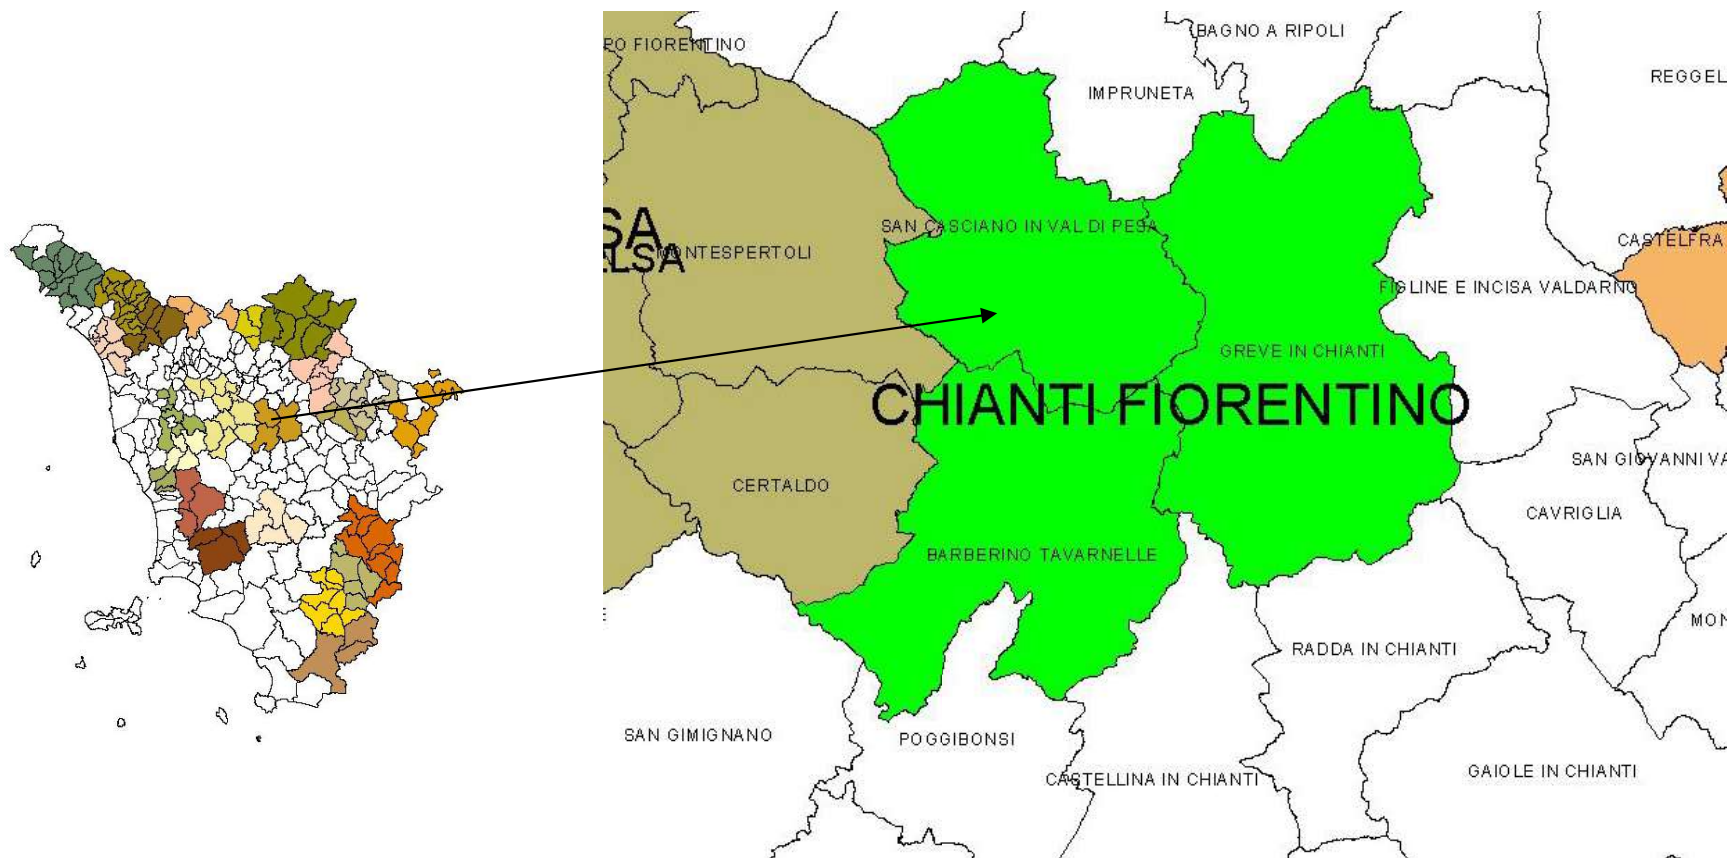 PO FIORENTINO
BAGNO A RIPOLI
REGGEL
IMPRUNETA
SAN CASCIANO IN VAL DI PESA
SA
LSA
MONTESPERTOLI
CASTELFRA
FIGLINE E INCISA VALDARNO
GREVE IN CHIANTI
CHIANTI FIORENTINO
CERTALDO
SAN GIOVANNI VA
CAVRIGLIA
BARBERINO TAVARNELLE
E
MON
RADDA IN CHIANTI
SAN GIMIGNANO
POGGIBONSI
CASTELLINA IN CHIANTI
GAIOLE IN CHIANTI